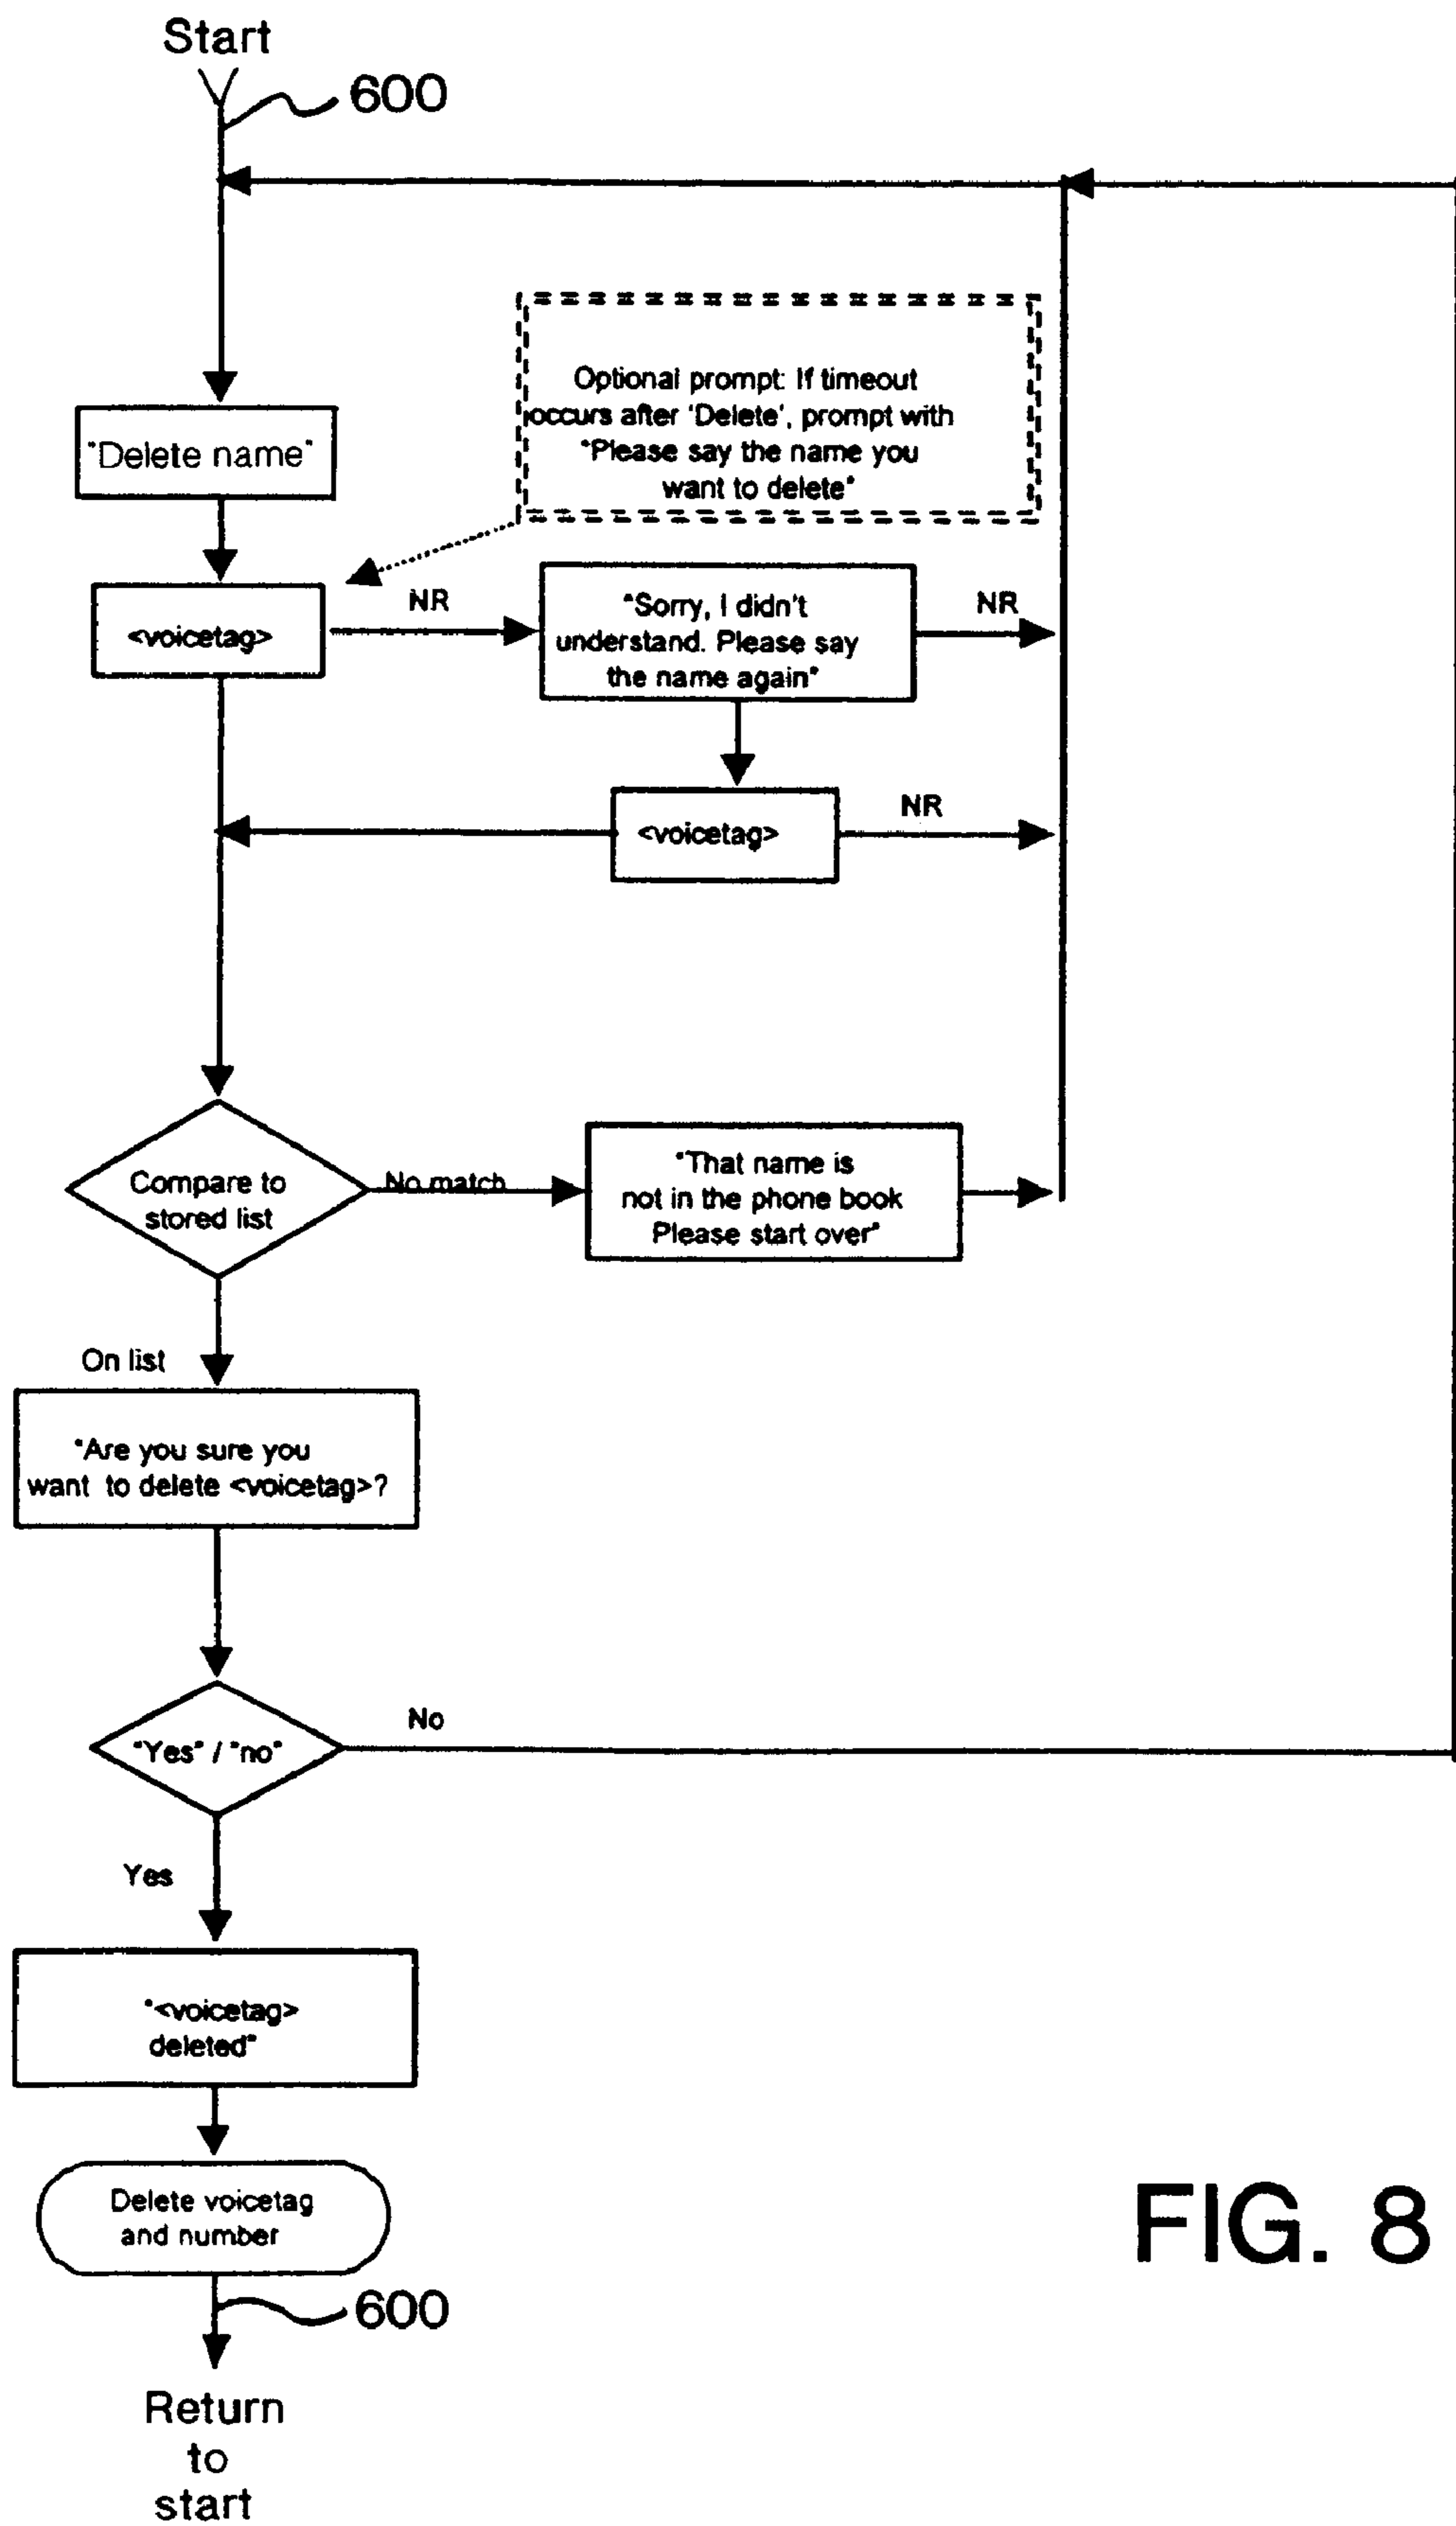 Start
600
"Delete name"
Optional prompt: If timeout
occurs after 'Delete', prompt with
"Please say the name you
want to delete"
<voicetag>
NR
"Sorry, I didn't
understand. Please say
the name again"
NR
<voicetag>
NR
Compare to
stored list
No match
"That name is
not in the phone book
Please start over"
On list
"Are you sure you
want to delete <voicetag>?
"Yes" / "no"
No
Yes
"<voicetag>
deleted"
Delete voicetag
and number
600
Return
to
start
FIG. 8